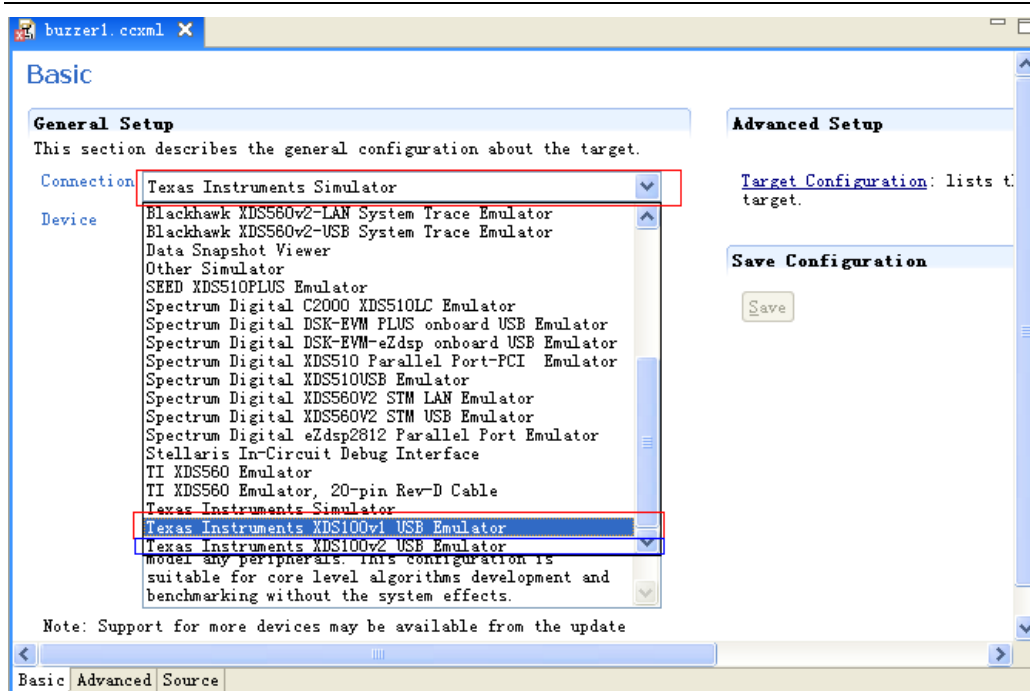 buzzer1.ccxml
Basic
General Setup
This section describes the general configuration about the target.
Connection
Texas Instruments Simulator
Device
Blackhawk XDS560v2-LAN System Trace Emulator
Blackhawk XDS560v2-USB System Trace Emulator
Data Snapshot Viewer
Other Simulator
SEED XDS510PLUS Emulator
Spectrum Digital C2000 XDS510LC Emulator
Spectrum Digital DSK-EVM PLUS onboard USB Emulator
Spectrum Digital DSK-EVM-eZdsp onboard USB Emulator
Spectrum Digital XDS510 Parallel Port-PCI  Emulator
Spectrum Digital XDS510USB Emulator
Spectrum Digital XDS560V2 STM LAN Emulator
Spectrum Digital XDS560V2 STM USB Emulator
Spectrum Digital eZdsp2812 Parallel Port Emulator
Stellaris In-Circuit Debug Interface
TI XDS560 Emulator
TI XDS560 Emulator, 20-pin Rev-D Cable
Texas Instruments Simulator
Texas Instruments XDS100v1 USB Emulator
Texas Instruments XDS100v2 USB Emulator
model any peripherals. This configuration is
suitable for core level algorithms development and
benchmarking without the system effects.
Note: Support for more devices may be available from the update
Advanced Setup
Target Configuration: lists
target.
Save Configuration
Save
Basic Advanced Source